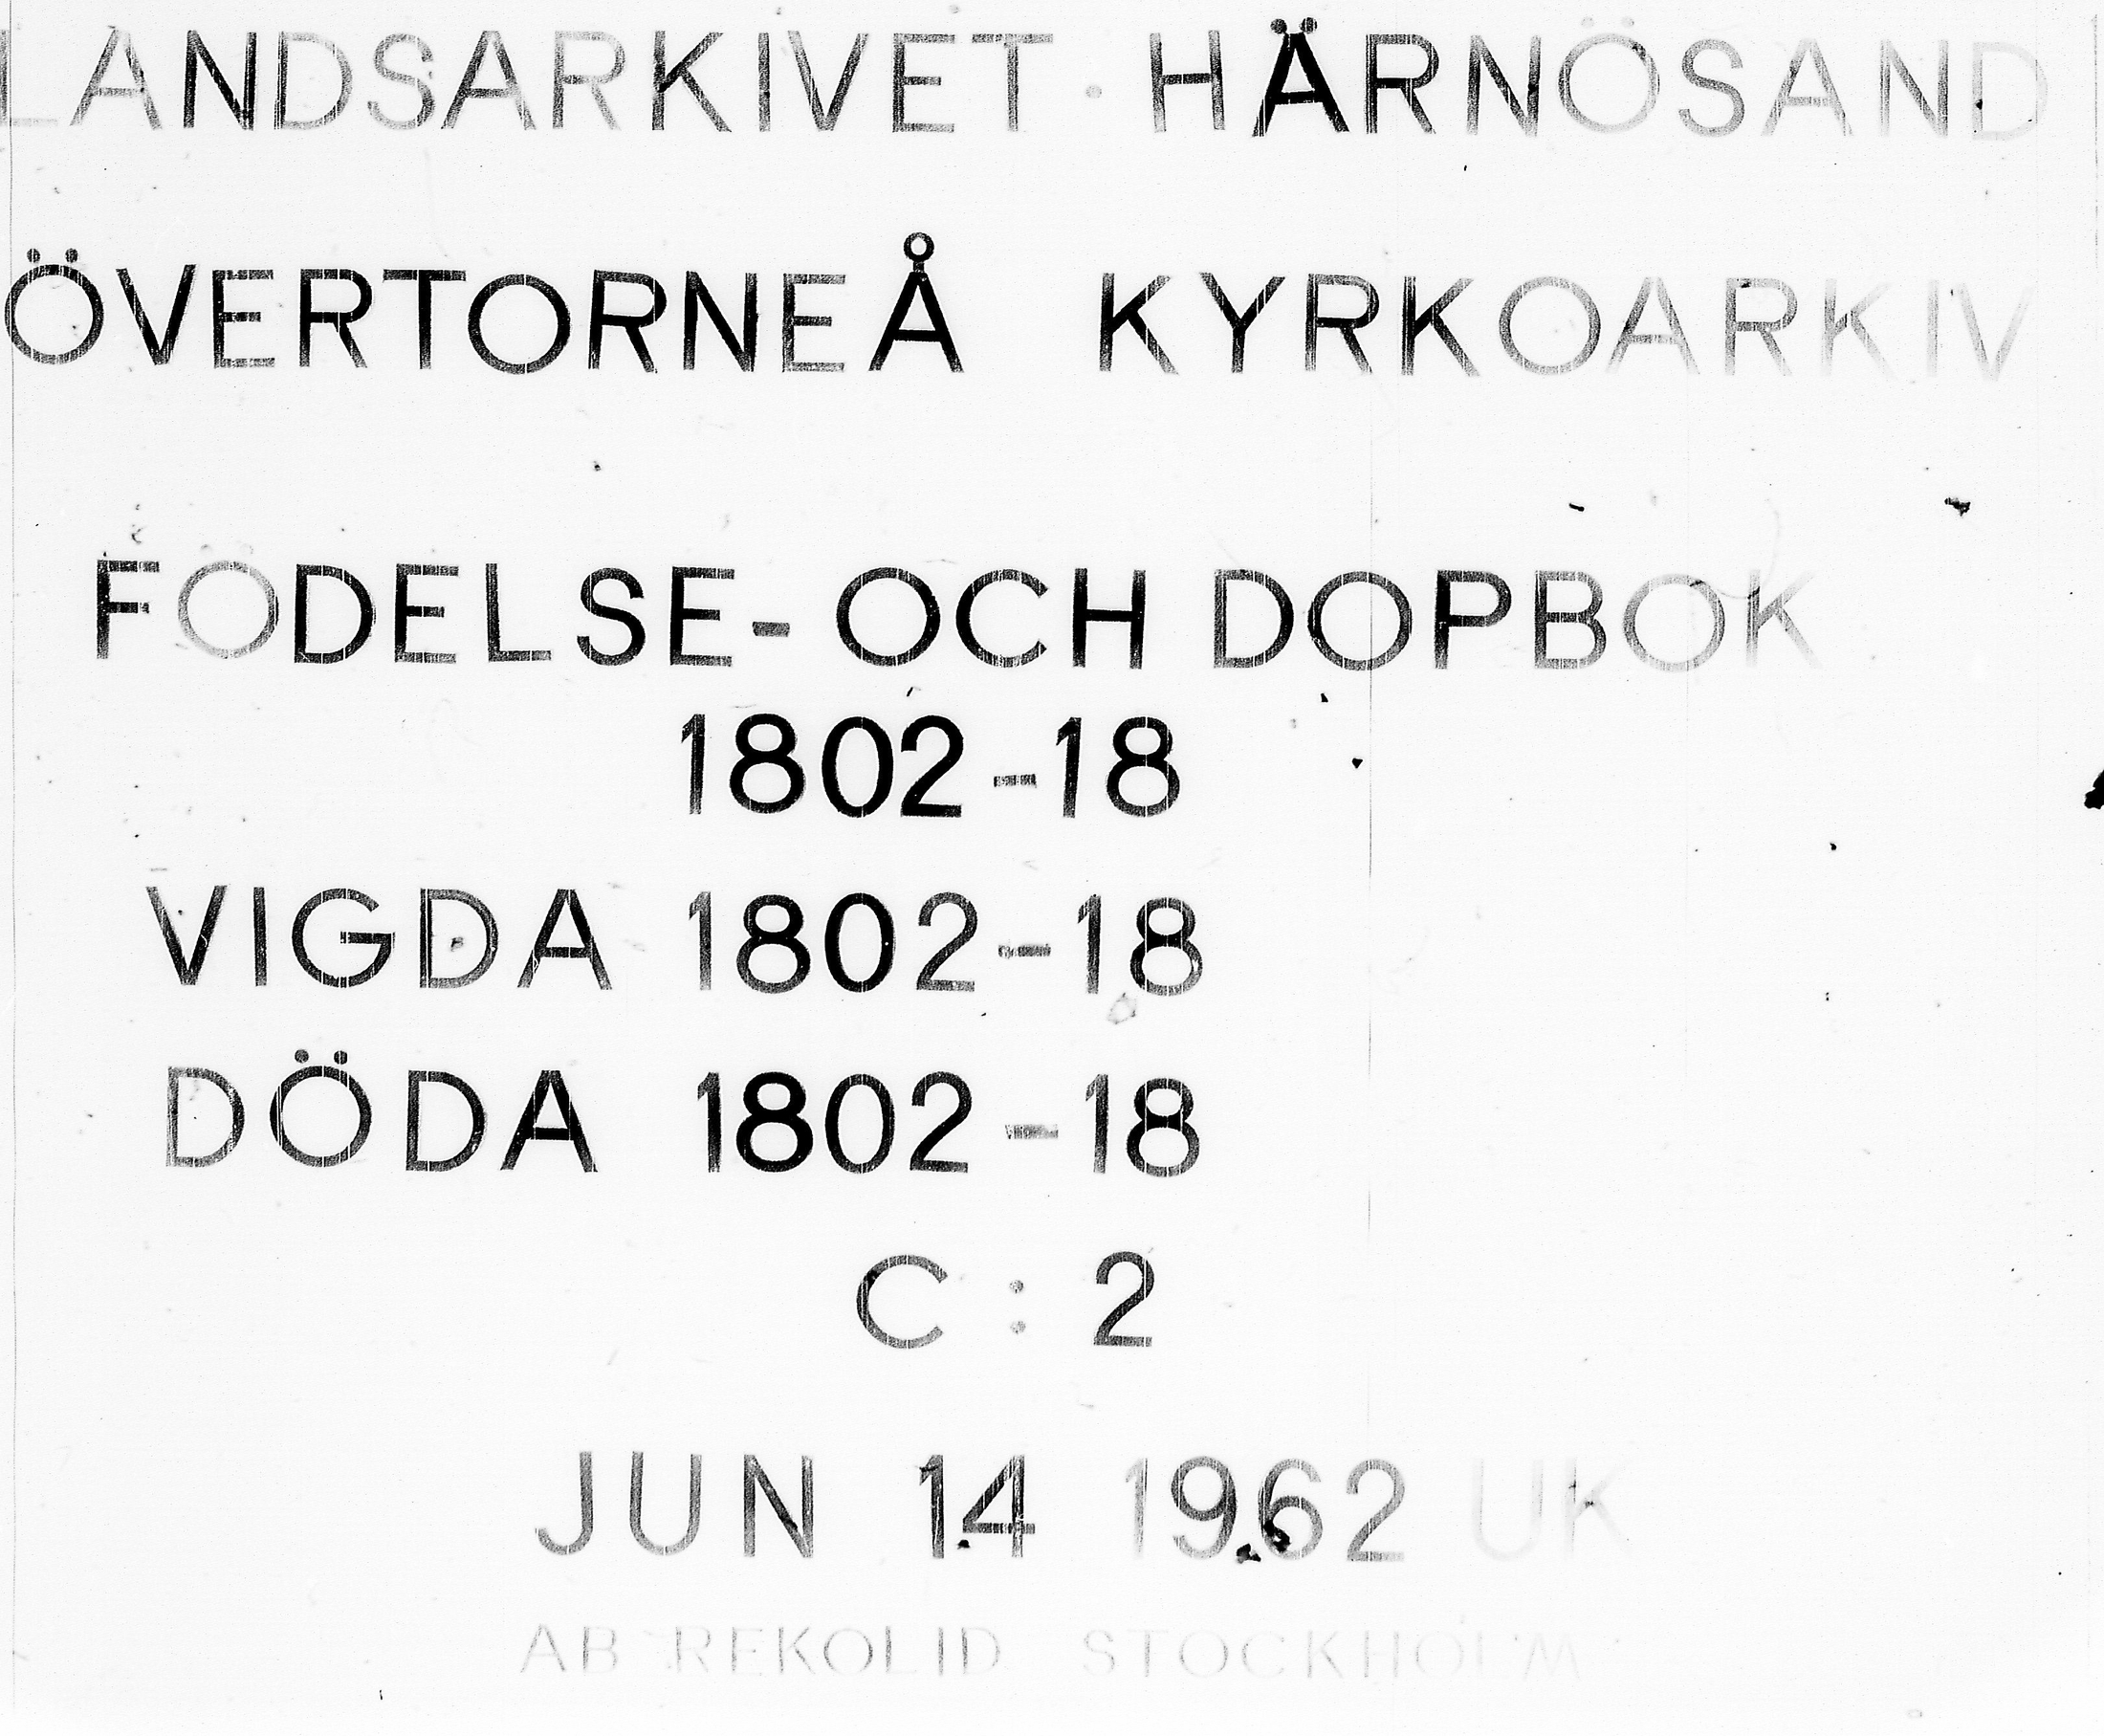 LANDSARKIVET · HÄRNÖSAND
ÖVERTORNEÅ KYRKOARKIV
FÖDELSE- OCH DOPBOK
1802-18
VIGDA 1802-18
DÖDA 1802-18
C : 2
JUN 14 1962 UK
AB REKOLID STOCKHOLM